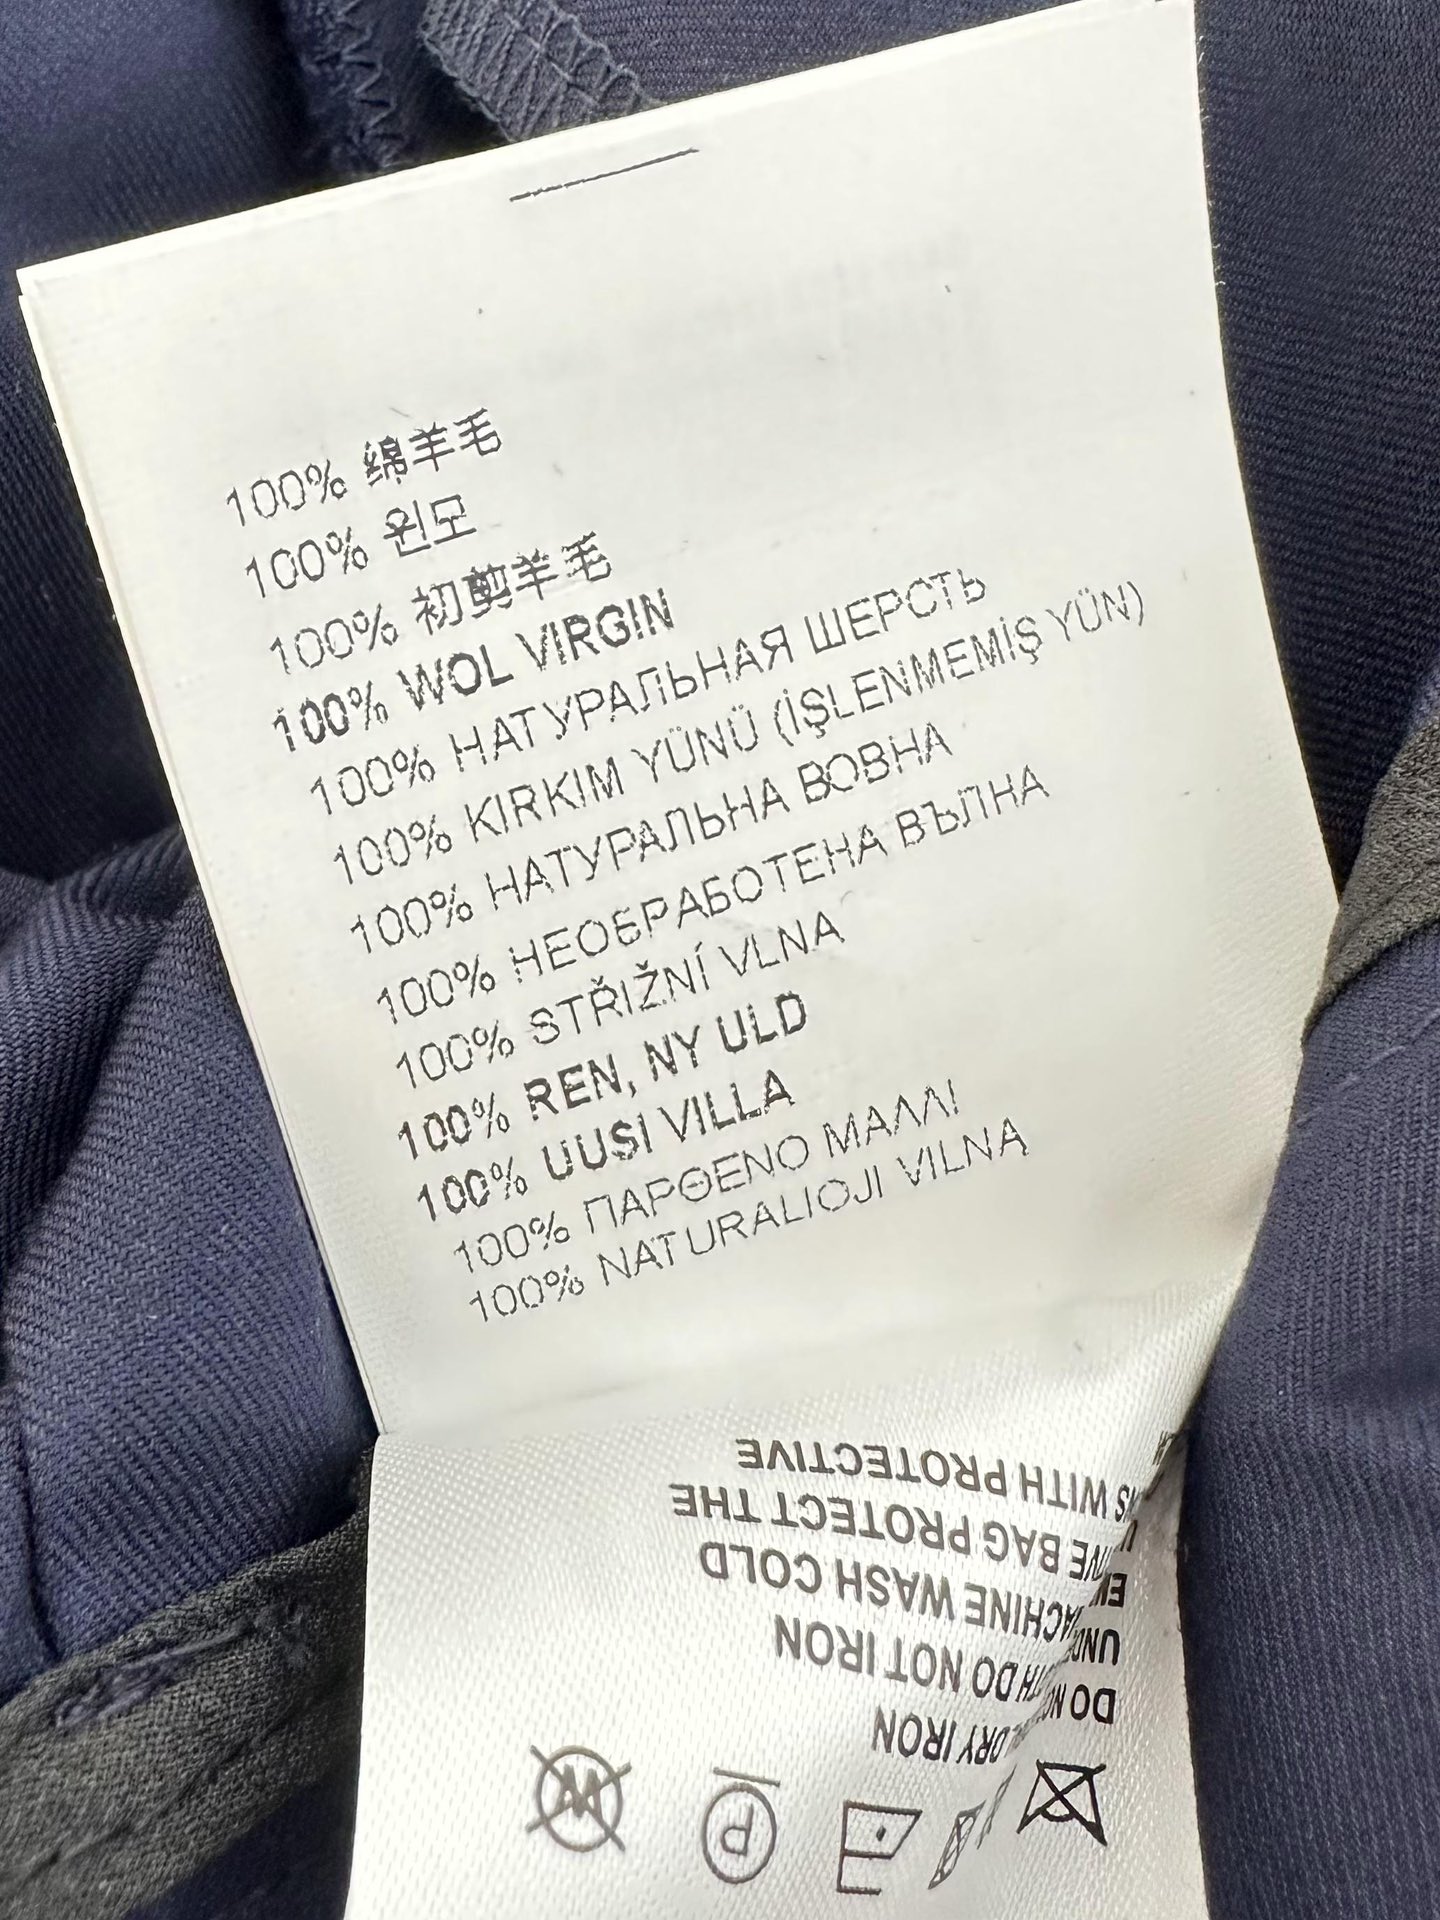 100% 绵羊毛
100% 원모
100% 初剪羊毛
100% WOL VIRGIN
100% НАТУРАЛЬНАЯ ШЕРСТЬ
100% KIRKIM YÜNÜ (İŞLENMEMİŞ YÜN)
100% НАТУРАЛЬНА ВОВНА
100% НЕОБРАБОТЕНА ВЪЛНА
100% STŘIŽNÍ VLNA
100% REN, NY ULD
100% UUSI VILLA
100% ΠΑΡΘΕΝΟ ΜΑΛΛΙ
100% NATURALIOJI VILNA
DRY IRON
DO DO NOT IRON
MACHINE WASH COLD
BAG PROTECT THE
WITH PROTECTIVE
W
P